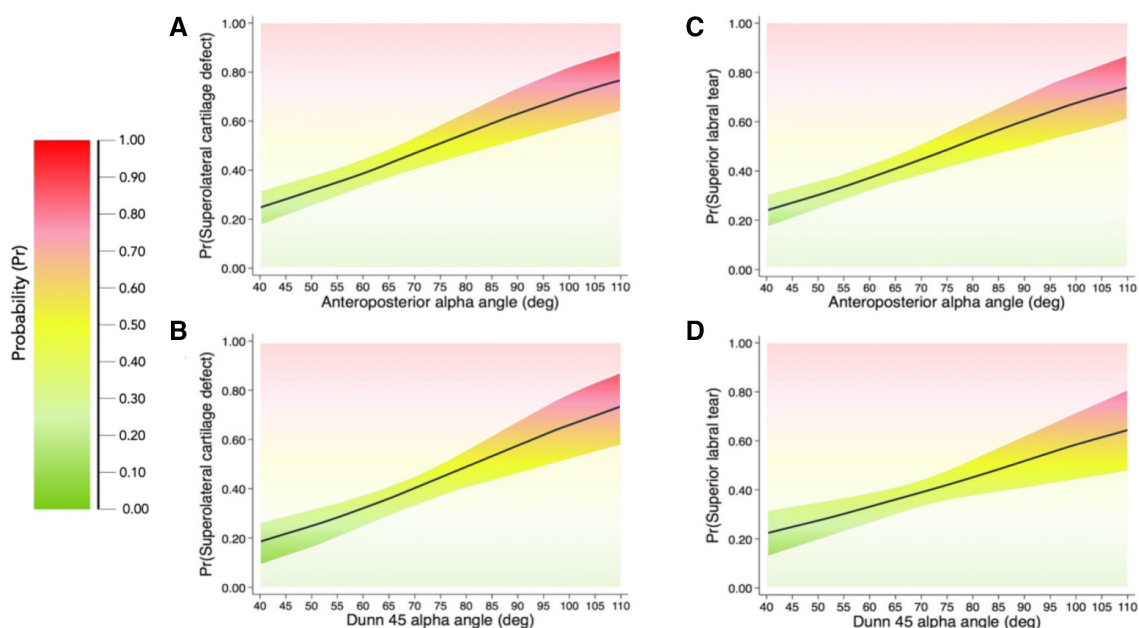 A
Pr(Superolateral cartilage defect)
1.00
0.80
0.60
0.40
0.20
0.00
40 45 50 55 60 65 70 75 80 85 90 95 100 105 110
Anteroposterior alpha angle (deg)
C
Pr(Superior labral tear)
1.00
0.80
0.60
0.40
0.20
0.00
40 45 50 55 60 65 70 75 80 85 90 95 100 105 110
Anteroposterior alpha angle (deg)
Probability (Pr)
1.00
0.90
0.80
0.70
0.60
0.50
0.40
0.30
0.20
0.10
0.00
B
Pr(Superolateral cartilage defect)
1.00
0.80
0.60
0.40
0.20
0.00
40 45 50 55 60 65 70 75 80 85 90 95 100 105 110
Dunn 45 alpha angle (deg)
D
Pr(Superior labral tear)
1.00
0.80
0.60
0.40
0.20
0.00
40 45 50 55 60 65 70 75 80 85 90 95 100 105 110
Dunn 45 alpha angle (deg)